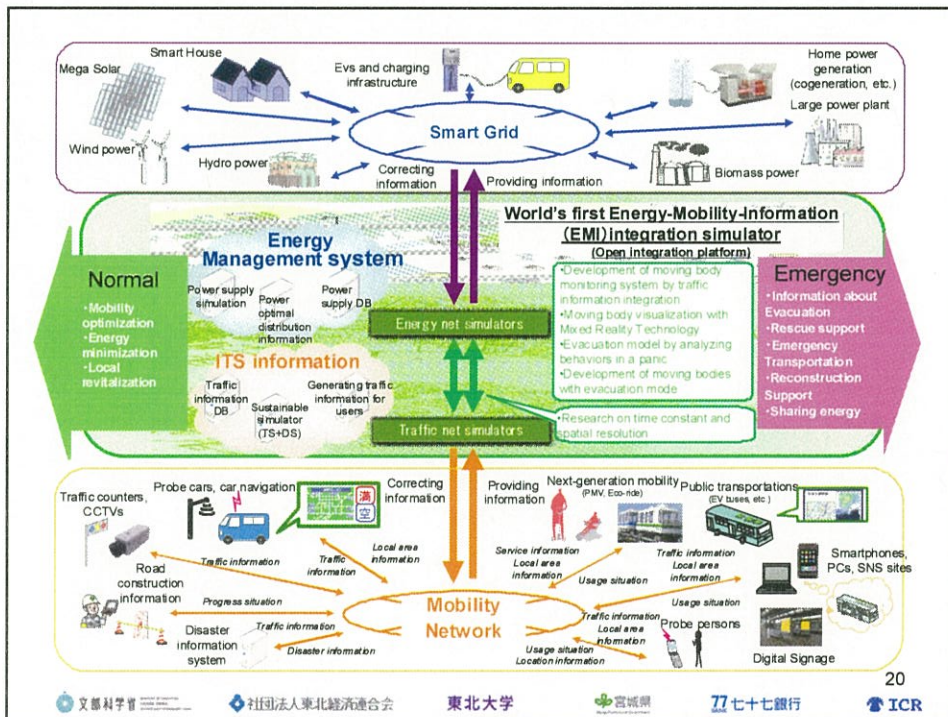 Smart House
Mega Solar
Evs and charging
infrastructure
Home power
generation
(cogeneration, etc.)
Large power plant
Smart Grid
Wind power
Hydro power
Correcting
information
Providing information
Biomass power
World's first Energy-Mobility-Information
(EMI)integration simulator
(Open integration platform)
Energy
Management system
Power supply
simulation
Power
optimal
distribution
information
Power
supply DB
Energy net simulators
・Development of moving body
monitoring system by traffic
information integration
・Moving body visualization with
Mixed Reality Technology
・Evacuation model by analyzing
behaviors in a panic
・Development of moving bodies
with evacuation mode
Normal
・Mobility
optimization
・Energy
minimization
・Local
revitalization
Emergency
・Information about
Evacuation
・Rescue support
・Emergency
Transportation
・Reconstruction
Support
・Sharing energy
ITS information
Traffic
information
DB
Sustainable
simulator
(TS+DS)
Generating traffic
information for
users
Traffic net simulators
・Research on time constant and
spatial resolution
Traffic counters,
CCTVs
Probe cars, car navigation
満
空
Correcting
information
Providing
information
Next-generation mobility
(PMV, Eco-ride)
Public transportations
(EV tuses, etc.)
Traffic information
Traffic
information
Local area
information
Service information
Local area
information
Usage situation
Traffic information
Local area
information
Usage situation
Smartphones,
PCs, SNS sites
Road
construction
information
Progress situation
Mobility
Network
Traffic information
Disaster
information
system
Disaster information
Traffic information
Local area
information
Usage situation
Location information
Probe persons
Digital Signage
20
文部科学省
社団法人東北経済連合会
東北大学
宮城県
77 BANK 七十七銀行
ICR